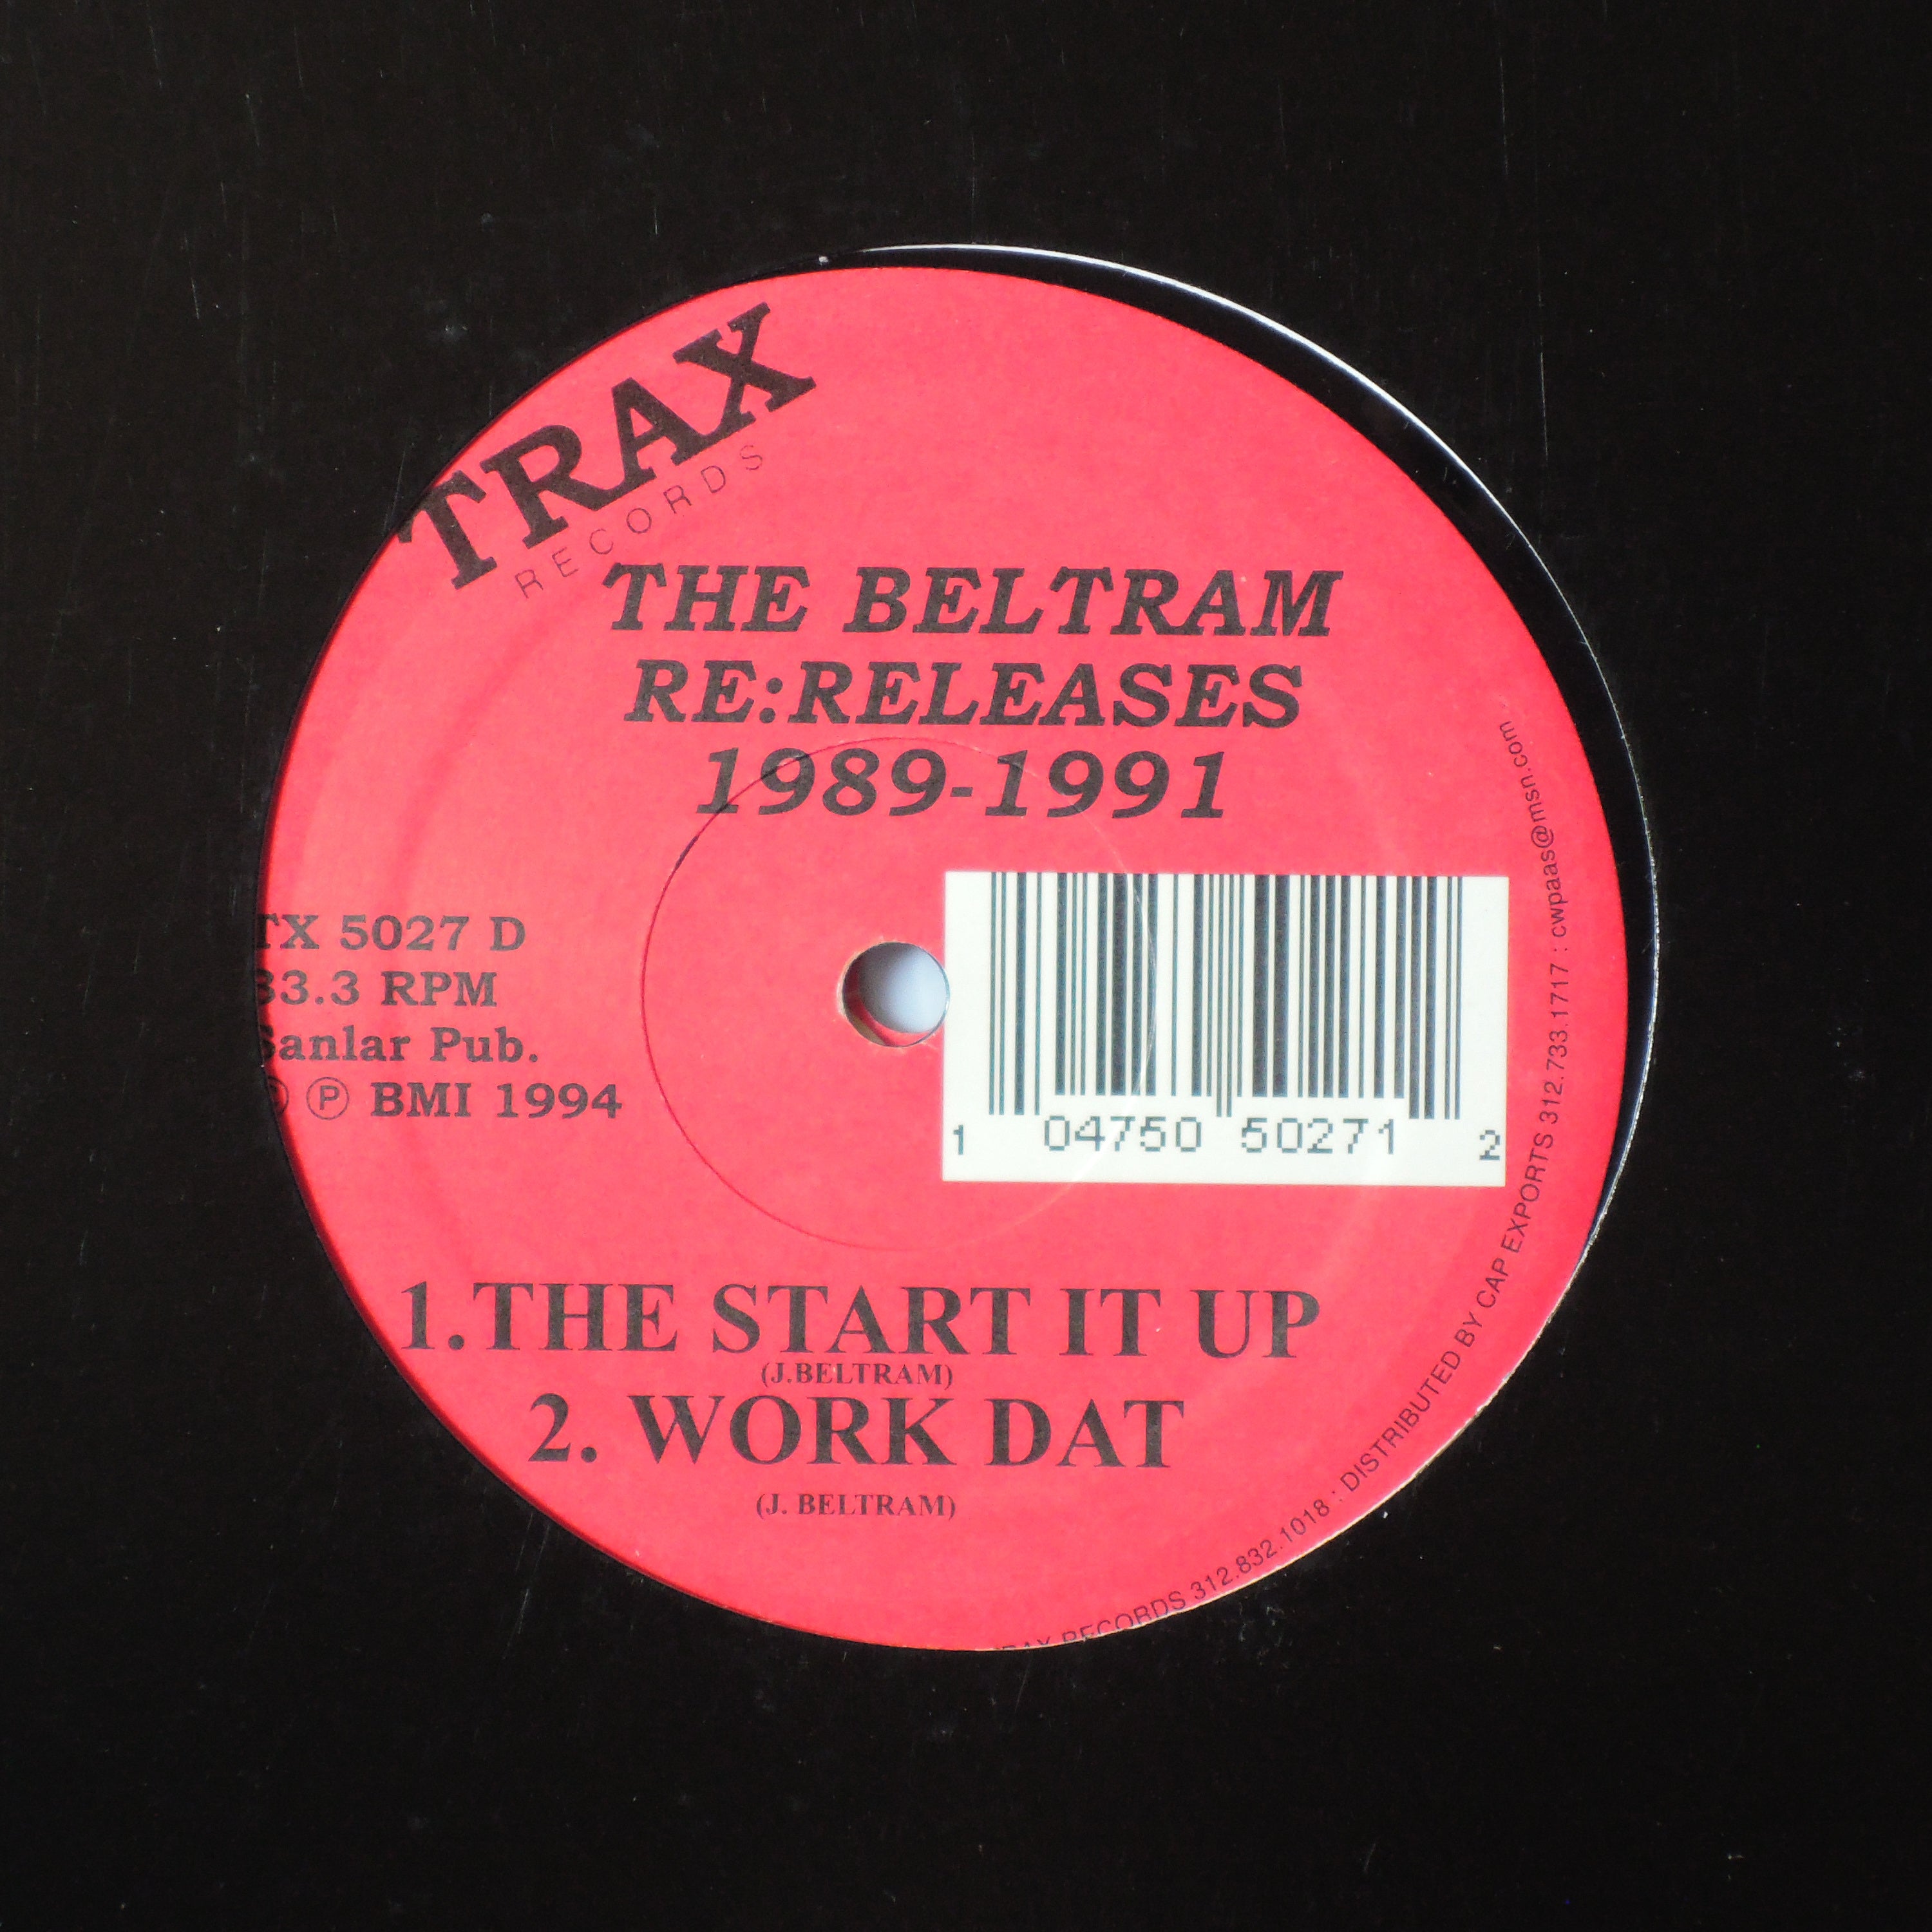 TRAX
RECORDS
THE BELTRAM
RE:RELEASES
1989-1991
TX 5027 D
33.3 RPM
Sanlar Pub.
Ⓟ BMI 1994
1 04750 50271 2
1.THE START IT UP
(J.BELTRAM)
2. WORK DAT
(J. BELTRAM)
TRAX RECORDS 312.832.1018 : DISTRIBUTED BY CAP EXPORTS 312.733.1717 : cwpaas@msn.com